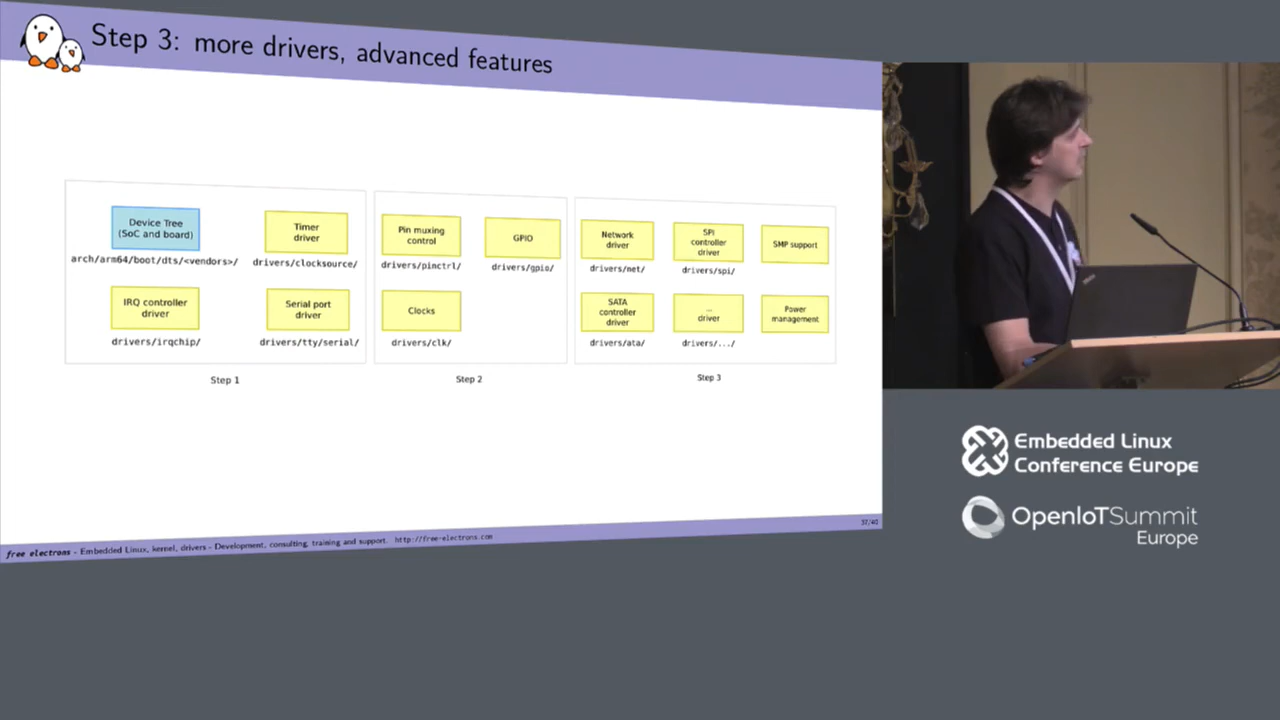 Step 3: more drivers, advanced features
Device Tree
(SoC and board)
arch/arm64/boot/dts/<vendors>/
Timer
driver
drivers/clocksource/
IRQ controller
driver
drivers/irqchip/
Serial port
driver
drivers/tty/serial/
Step 1
Pin muxing
control
drivers/pinctrl/
GPIO
drivers/gpio/
Clocks
drivers/clk/
Step 2
Network
driver
drivers/net/
SPI
controller
driver
drivers/spi/
SMP support
SATA
controller
driver
drivers/ata/
...
driver
drivers/.../
Power
management
Step 3
free electrons - Embedded Linux, kernel, drivers - Development, consulting, training and support. http://free-electrons.com
37/40
Embedded Linux
Conference Europe
OpenIoTSummit
Europe